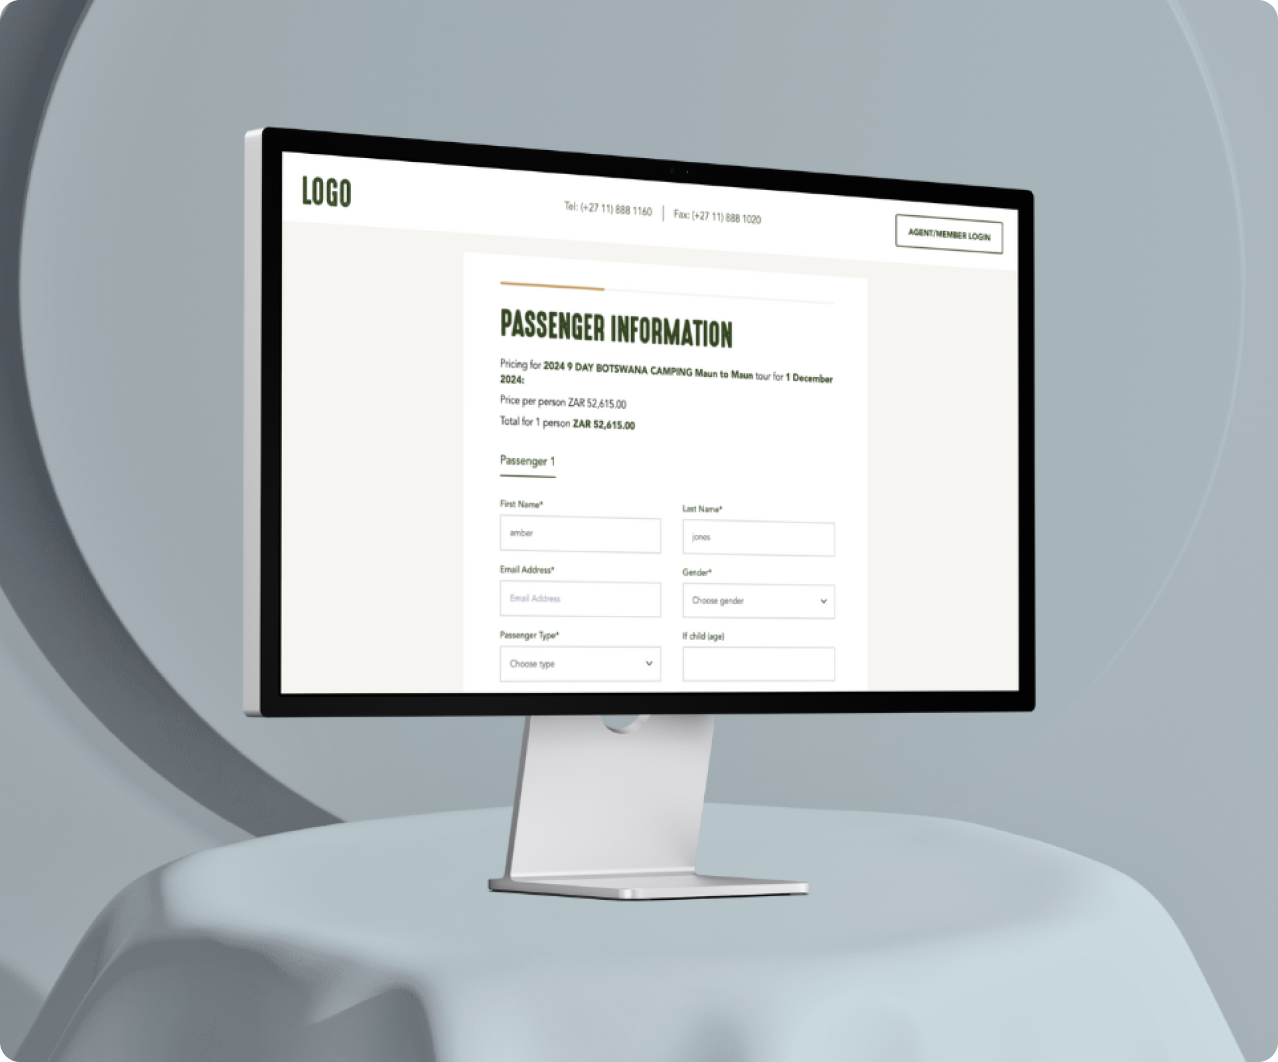 LOGO
Tel: (+27 11) 888 1160 | Fax: (+27 11) 888 1020
AGENT/MEMBER LOGIN
PASSENGER INFORMATION
Pricing for 2024 9 DAY BOTSWANA CAMPING Maun to Maun tour for 1 December
2024:
Price per person ZAR 52,615.00
Total for 1 person ZAR 52,615.00
Passenger 1
First Name*
Last Name*
amber
jones
Email Address*
Gender*
Email Address
Choose gender
Passenger Type*
If child (age)
Choose type